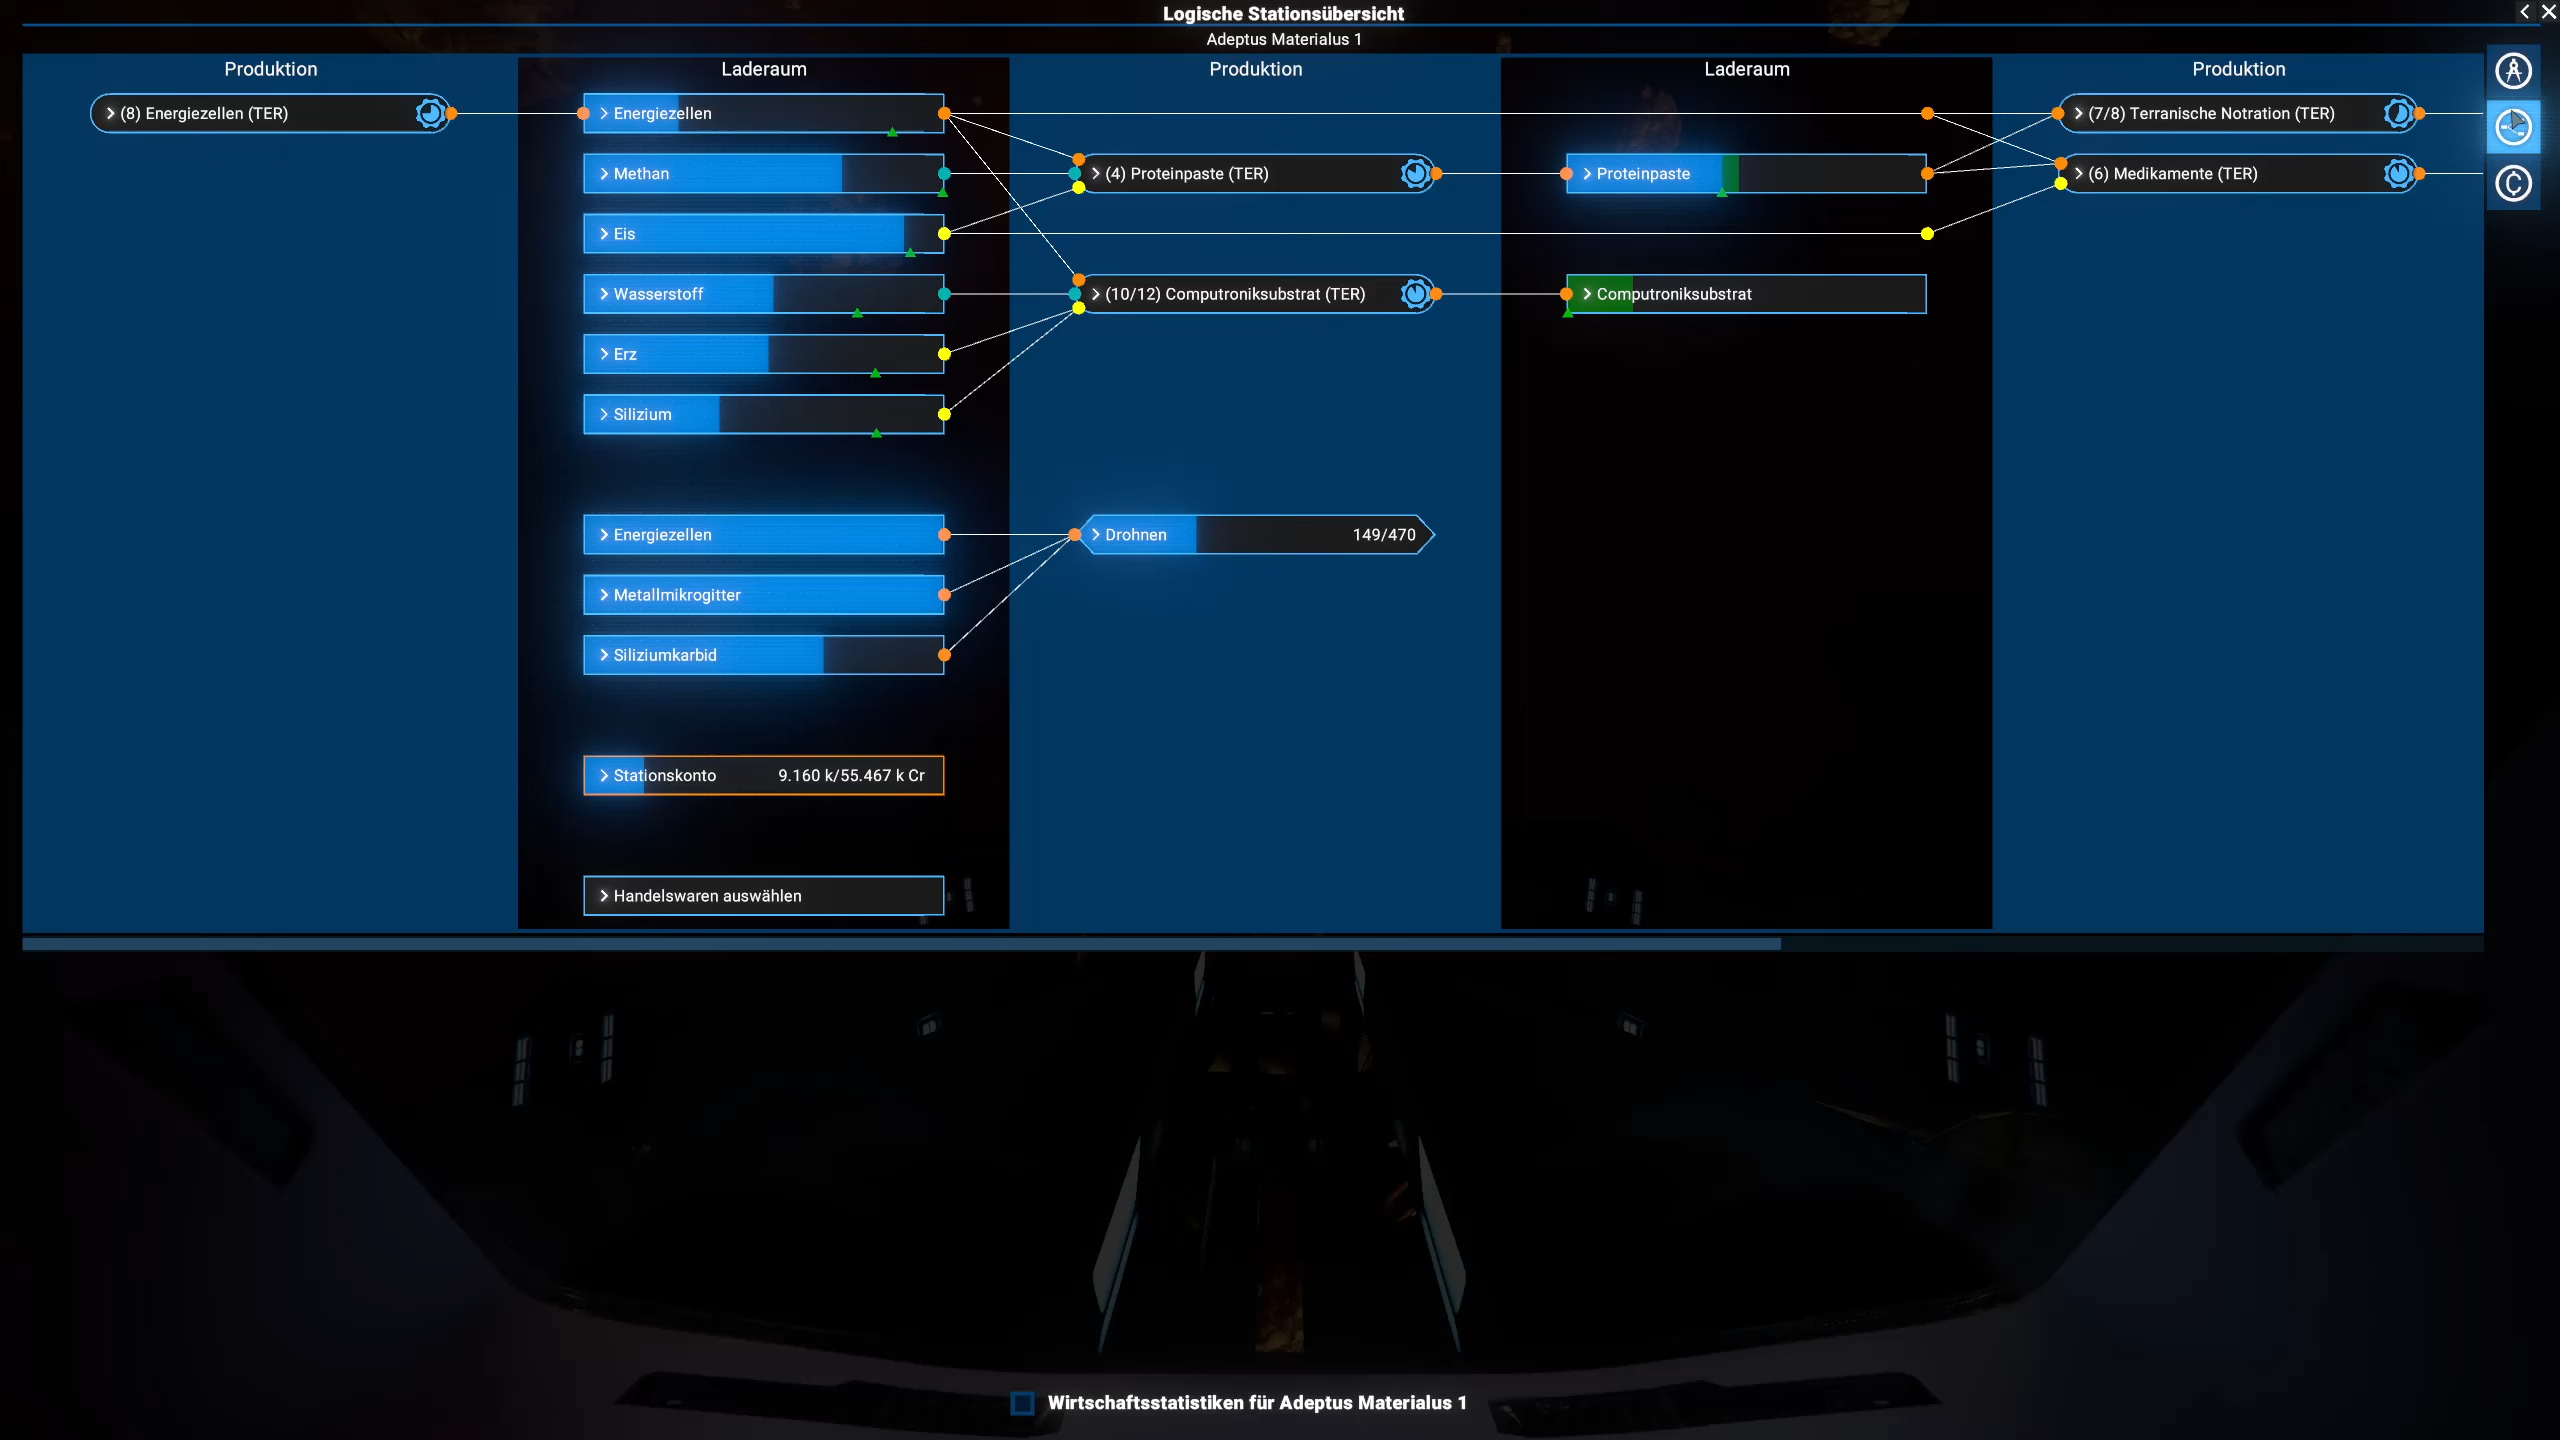 Logische Stationsübersicht
Adeptus Materialus 1
Produktion
Laderaum
Produktion
Laderaum
Produktion
(8) Energiezellen (TER)
Energiezellen
(7/8) Terranische Notration (TER)
Methan
(4) Proteinpaste (TER)
Proteinpaste
(6) Medikamente (TER)
Eis
Wasserstoff
(10/12) Computroniksubstrat (TER)
Computroniksubstrat
Erz
Silizium
Energiezellen
Drohnen 149/470
Metallmikrogitter
Siliziumkarbid
Stationskonto 9.160 k/55.467 k Cr
Handelswaren auswählen
Wirtschaftsstatistiken für Adeptus Materialus 1